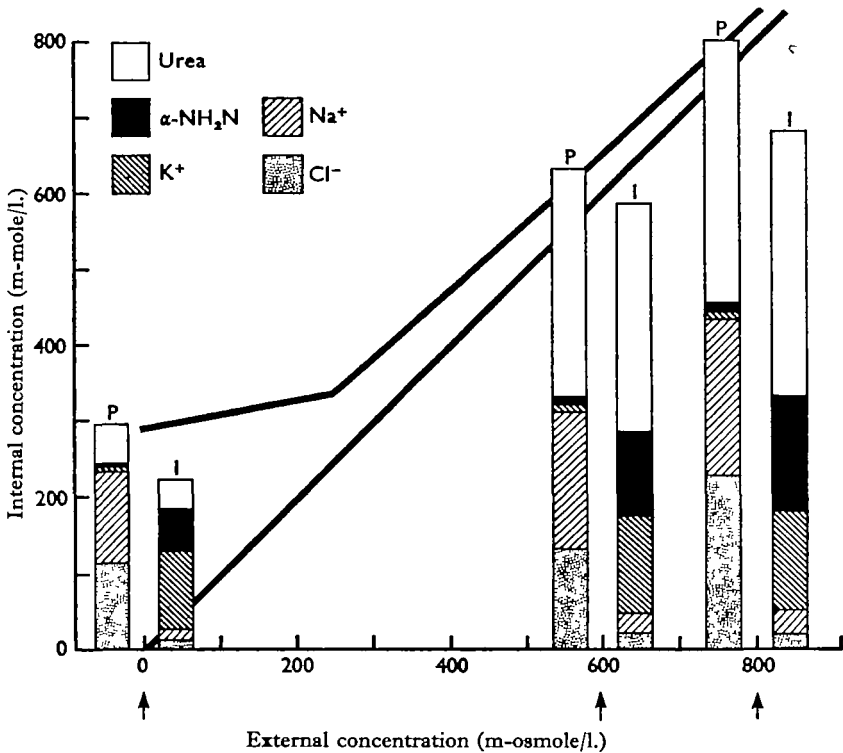 800
600
400
200
0
Internal concentration (m-mole/l.)
Urea
α-NH₂N
K⁺
Na⁺
Cl⁻
P
I
P
I
P
I
0
200
400
600
800
External concentration (m-osmole/l.)